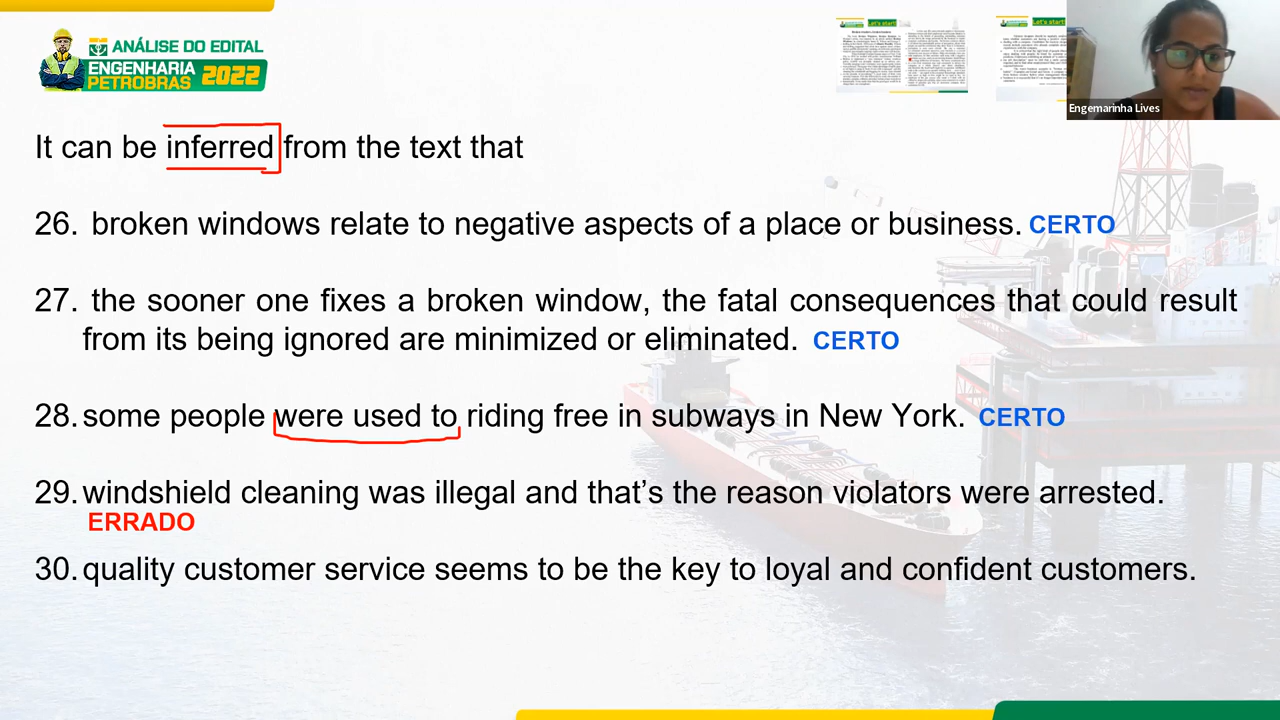 ANÁLISE DO EDITAL
ENGENHARIA
PETROBRAS 2022
Let's start!
Let's start!
Engemarinha Lives
It can be inferred from the text that
26. broken windows relate to negative aspects of a place or business. CERTO
27. the sooner one fixes a broken window, the fatal consequences that could result
from its being ignored are minimized or eliminated. CERTO
28. some people were used to riding free in subways in New York. CERTO
29. windshield cleaning was illegal and that’s the reason violators were arrested.
ERRADO
30. quality customer service seems to be the key to loyal and confident customers.